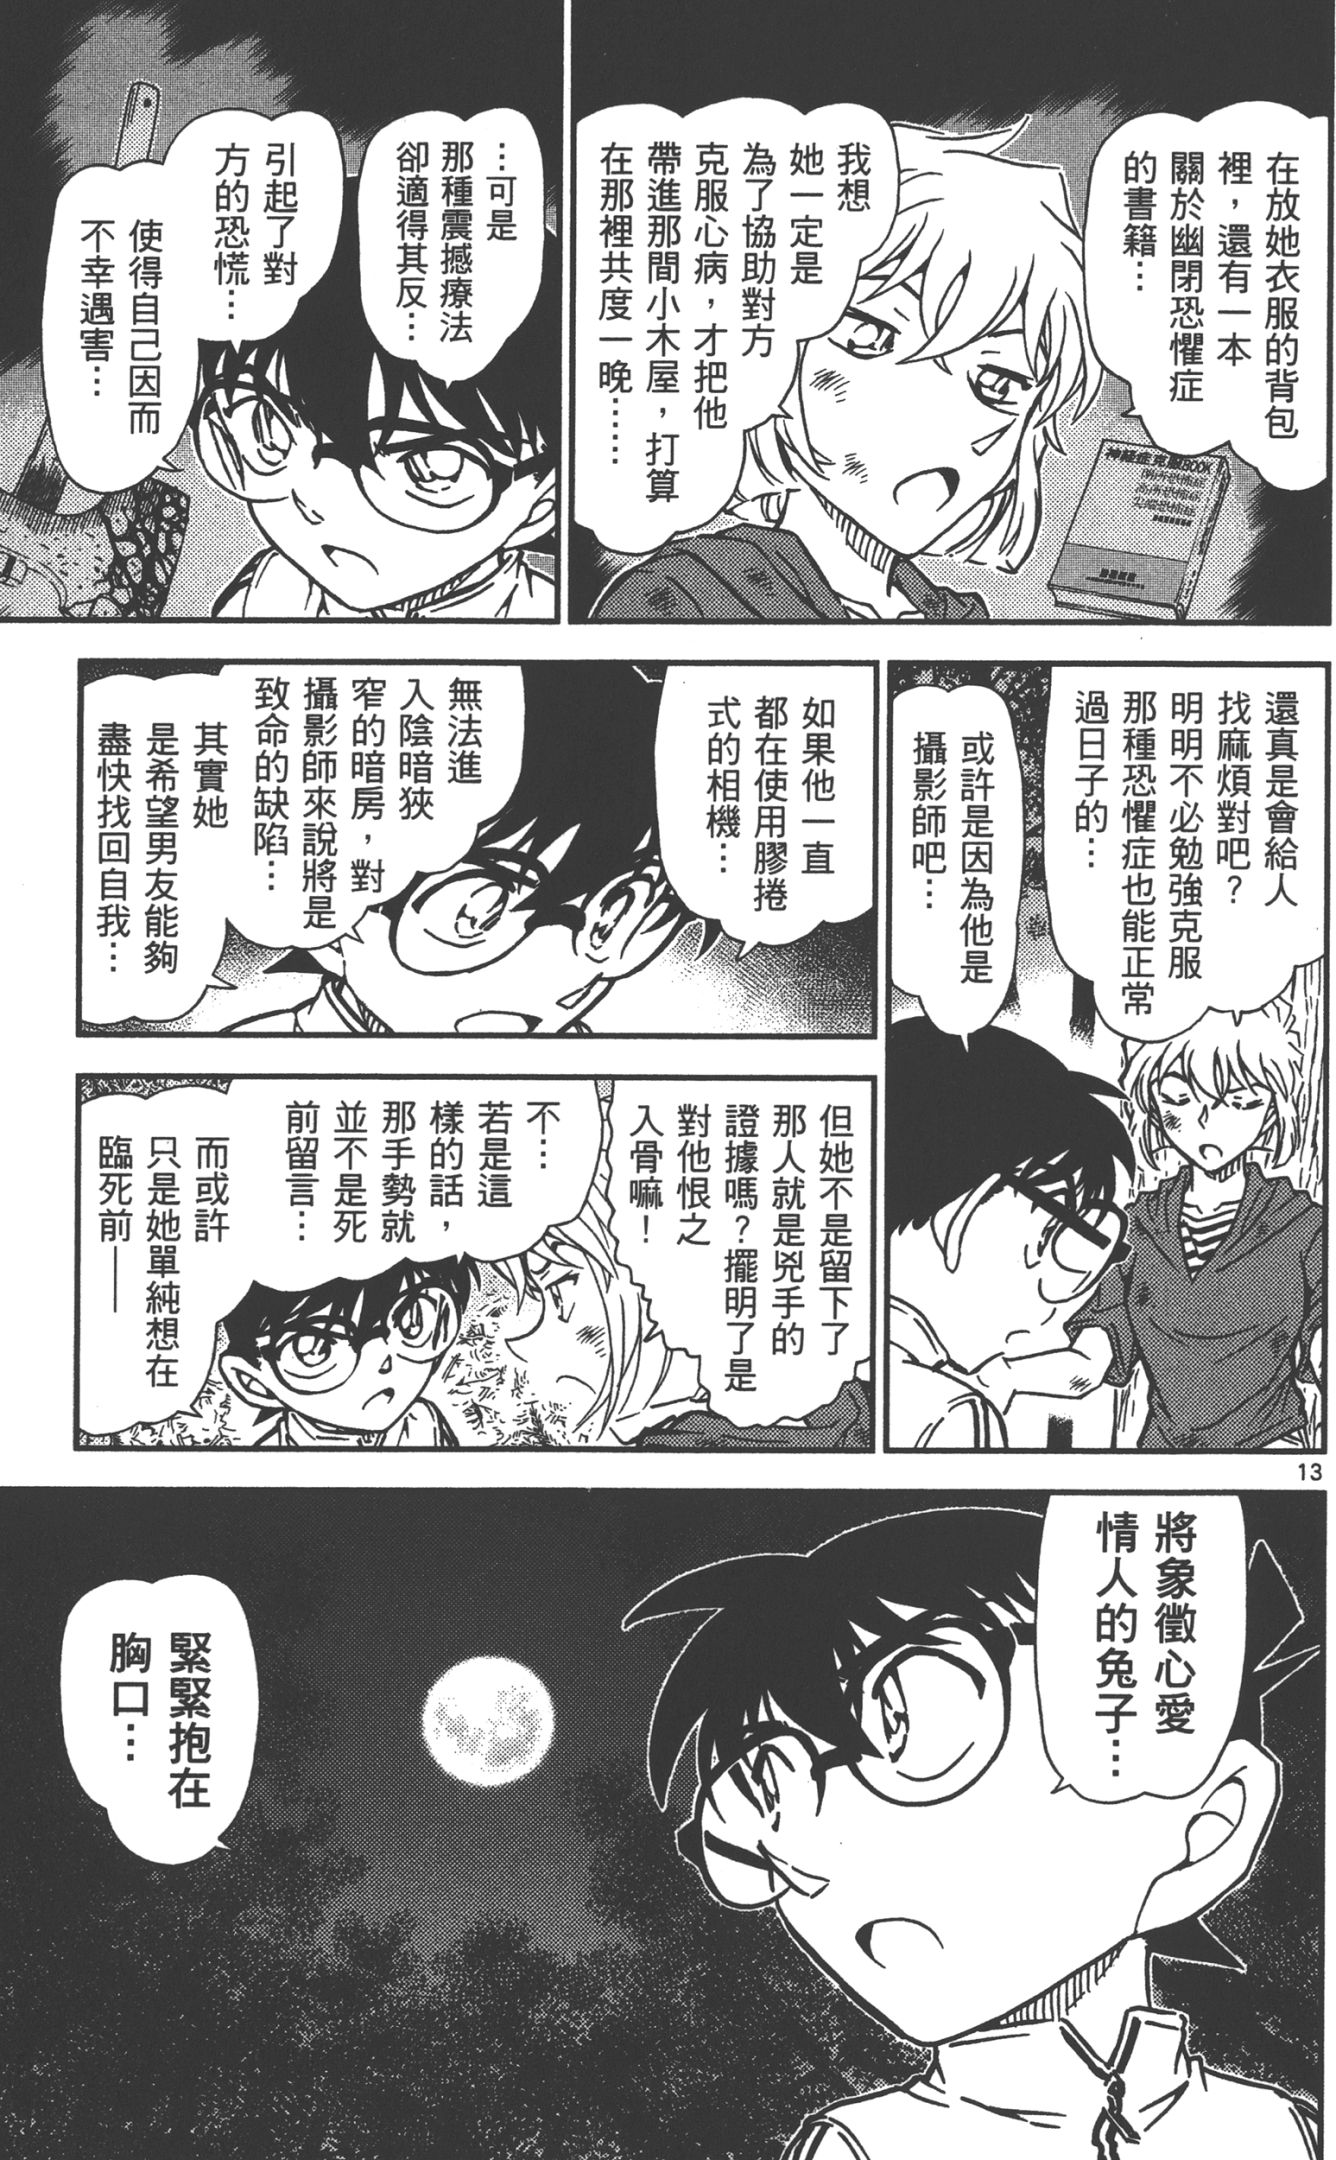 在放她衣服的背包
裡，還有一本
關於幽閉恐懼症
的書籍…
我想
她一定是
為了協助對方
克服心病，才把他
帶進那間小木屋，打算
在那裡共度一晚……
神經症克服BOOK
…可是
那種震撼療法
卻適得其反…
引起了對
方的恐慌…
使得自己因而
不幸遇害…
還真是會給人
找麻煩對吧？
明明不必勉強克服
那種恐懼症也能正常
過日子的…
或許是因為他是
攝影師吧…
如果他一直
都在使用膠捲
式的相機…
無法進
入陰暗狹
窄的暗房，對
攝影師來說將是
致命的缺陷…
其實她
是希望男友能夠
盡快找回自我…
但她不是留下了
那人就是兇手的
證據嗎？擺明了是
對他恨之
入骨嘛！
不…
若是這
樣的話，
那手勢就
並不是死
前留言…
而或許
只是她單純想在
臨死前——
13
將象徵心愛
情人的兔子…
緊緊抱在
胸口…